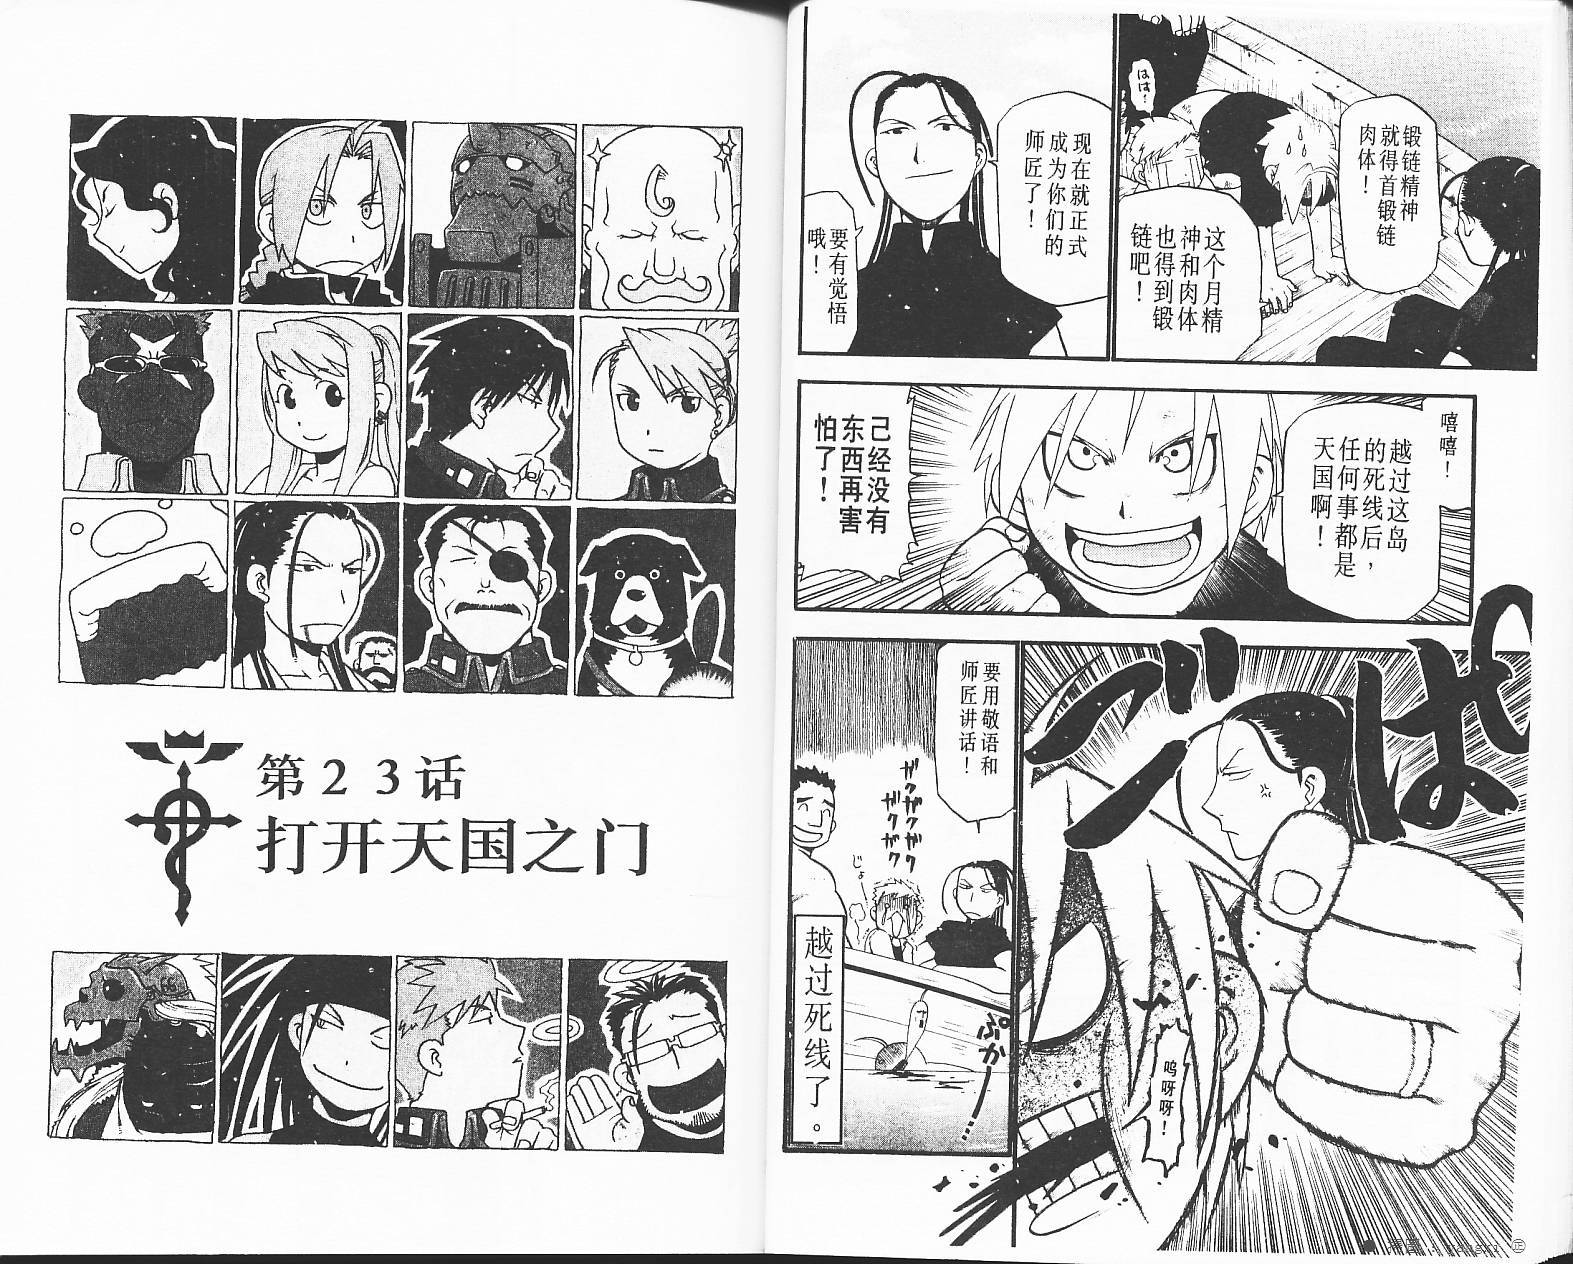 はは…
锻链精神
就得首锻链
肉体！
这个月精
神和肉体
也得到锻
链吧！
现在就正式
成为你们的
师匠了！
要有觉悟
哦！
嘻嘻！
越过这岛
的死线后，
任何事都是
天国啊！
己经没有
东西再害
怕了！
呜呀呀！
要用敬语和
师匠讲话！
ガクガクガク
ガクガク
じょ～
ぷか
越过死线了。
第23话
打开天国之门
66